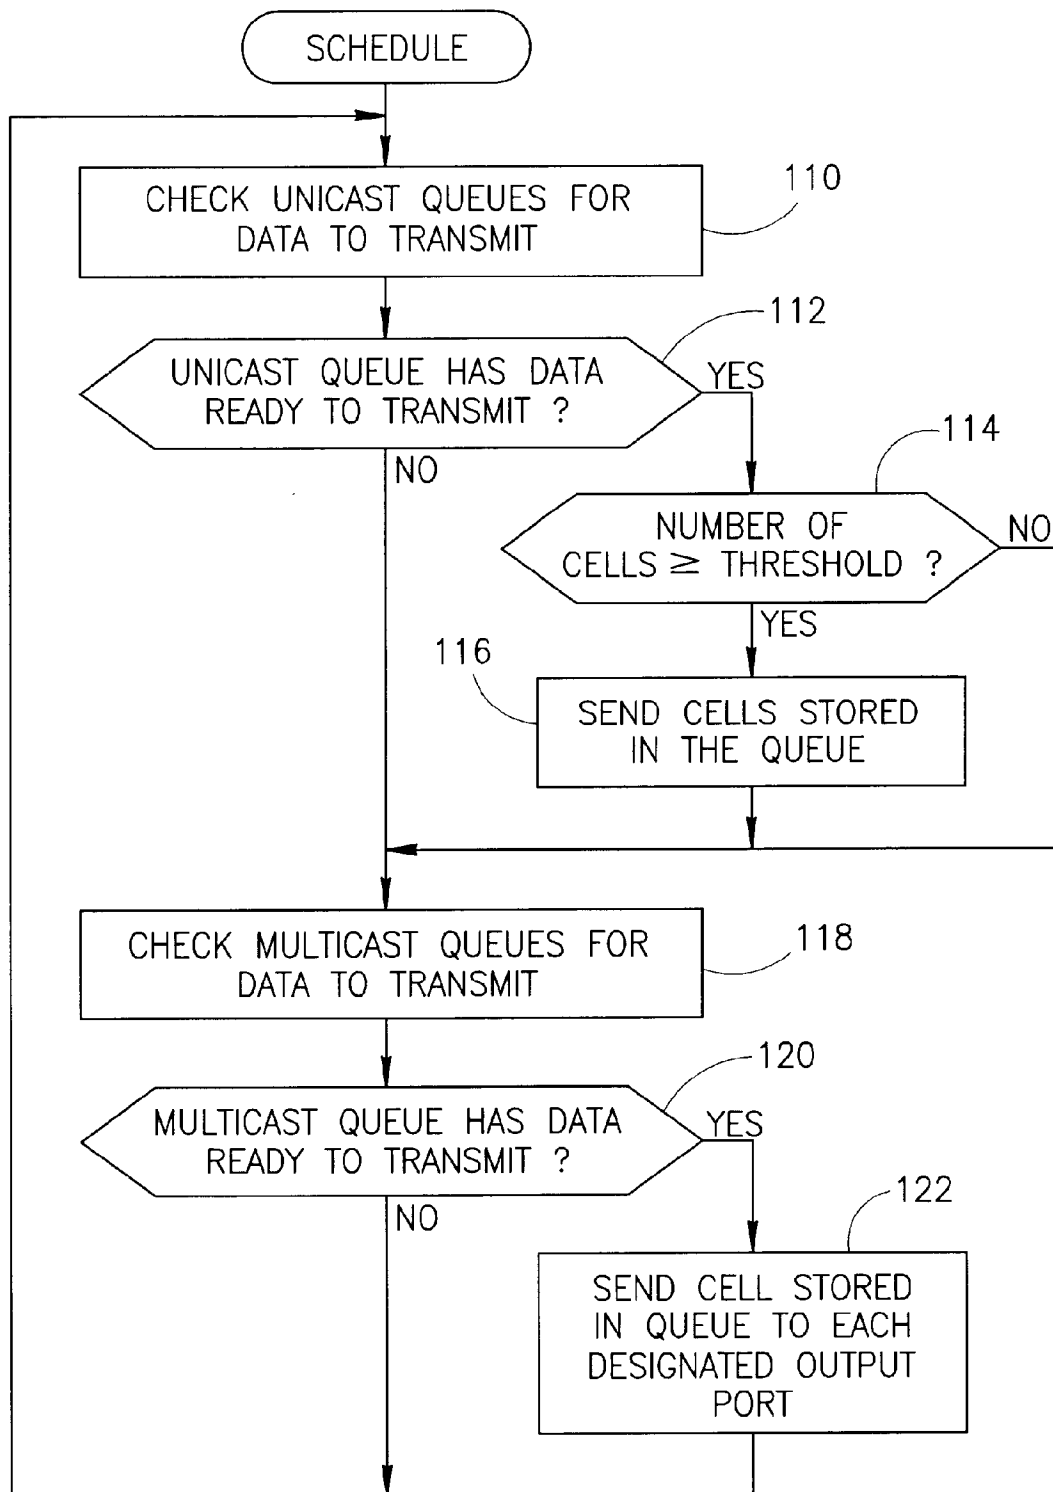 SCHEDULE
CHECK UNICAST QUEUES FOR
DATA TO TRANSMIT
110
UNICAST QUEUE HAS DATA
READY TO TRANSMIT ?
112
YES
NO
114
NUMBER OF
CELLS ≥ THRESHOLD ?
NO
YES
116
SEND CELLS STORED
IN THE QUEUE
CHECK MULTICAST QUEUES FOR
DATA TO TRANSMIT
118
MULTICAST QUEUE HAS DATA
READY TO TRANSMIT ?
120
YES
NO
122
SEND CELL STORED
IN QUEUE TO EACH
DESIGNATED OUTPUT
PORT